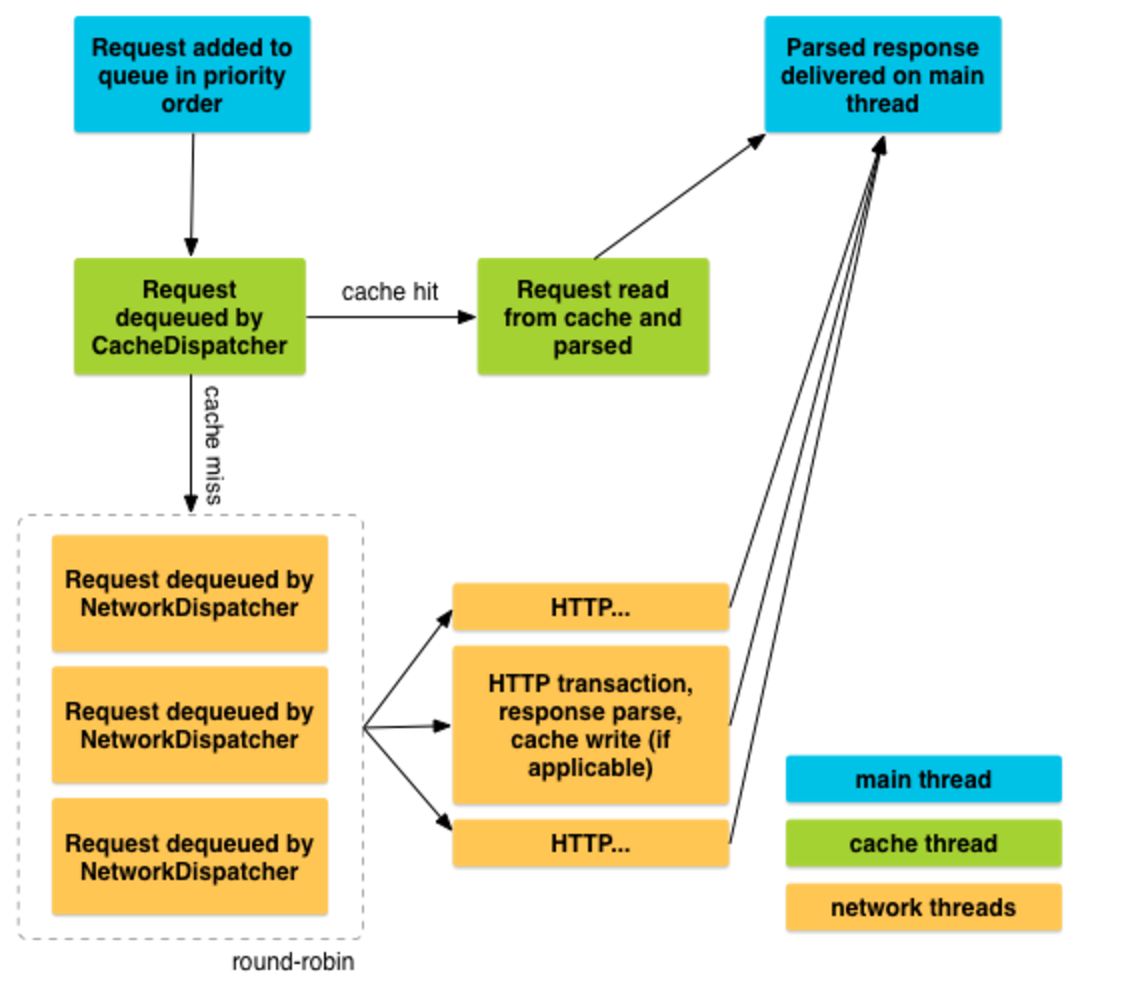 Request added to
queue in priority
order
Parsed response
delivered on main
thread
Request
dequeued by
CacheDispatcher
cache hit
Request read
from cache and
parsed
cache miss
Request dequeued by
NetworkDispatcher
Request dequeued by
NetworkDispatcher
Request dequeued by
NetworkDispatcher
round-robin
HTTP...
HTTP transaction,
response parse,
cache write (if
applicable)
HTTP...
main thread
cache thread
network threads